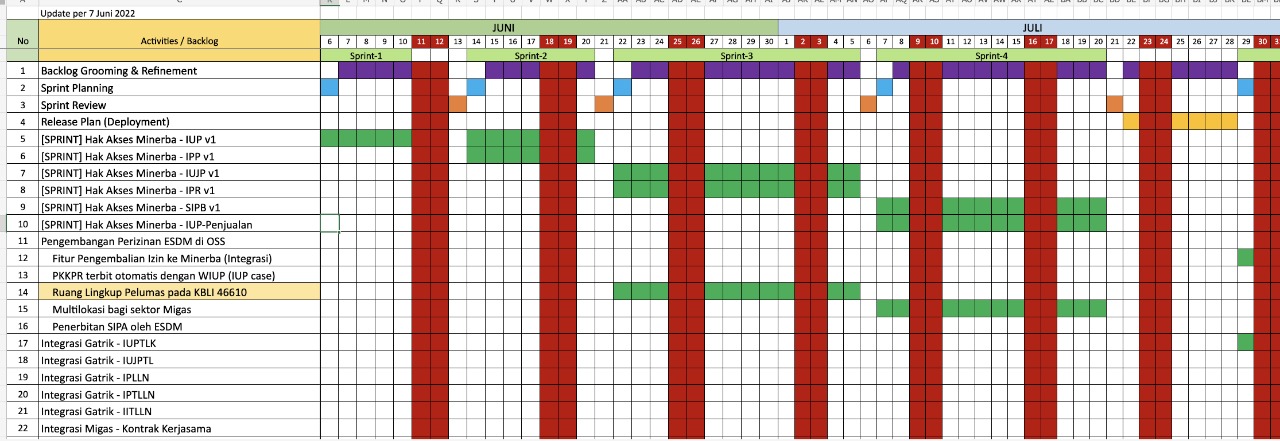 Update per 7 Juni 2022
No Activities / Backlog JUNI JULI
6 7 8 9 10 11 12 13 14 15 16 17 18 19 20 21 22 23 24 25 26 27 28 29 30 1 2 3 4 5 6 7 8 9 10 11 12 13 14 15 16 17 18 19 20 21 22 23 24 25 26 27 28 29 30
Sprint-1 Sprint-2 Sprint-3 Sprint-4
1 Backlog Grooming & Refinement
2 Sprint Planning
3 Sprint Review
4 Release Plan (Deployment)
5 [SPRINT] Hak Akses Minerba - IUP v1
6 [SPRINT] Hak Akses Minerba - IPP v1
7 [SPRINT] Hak Akses Minerba - IUJP v1
8 [SPRINT] Hak Akses Minerba - IPR v1
9 [SPRINT] Hak Akses Minerba - SIPB v1
10 [SPRINT] Hak Akses Minerba - IUP-Penjualan
11 Pengembangan Perizinan ESDM di OSS
12 Fitur Pengembalian Izin ke Minerba (Integrasi)
13 PKKPR terbit otomatis dengan WIUP (IUP case)
14 Ruang Lingkup Pelumas pada KBLI 46610
15 Multilokasi bagi sektor Migas
16 Penerbitan SIPA oleh ESDM
17 Integrasi Gatrik - IUPTLK
18 Integrasi Gatrik - IUJPTL
19 Integrasi Gatrik - IPLLN
20 Integrasi Gatrik - IPTLLN
21 Integrasi Gatrik - IITLLN
22 Integrasi Migas - Kontrak Kerjasama